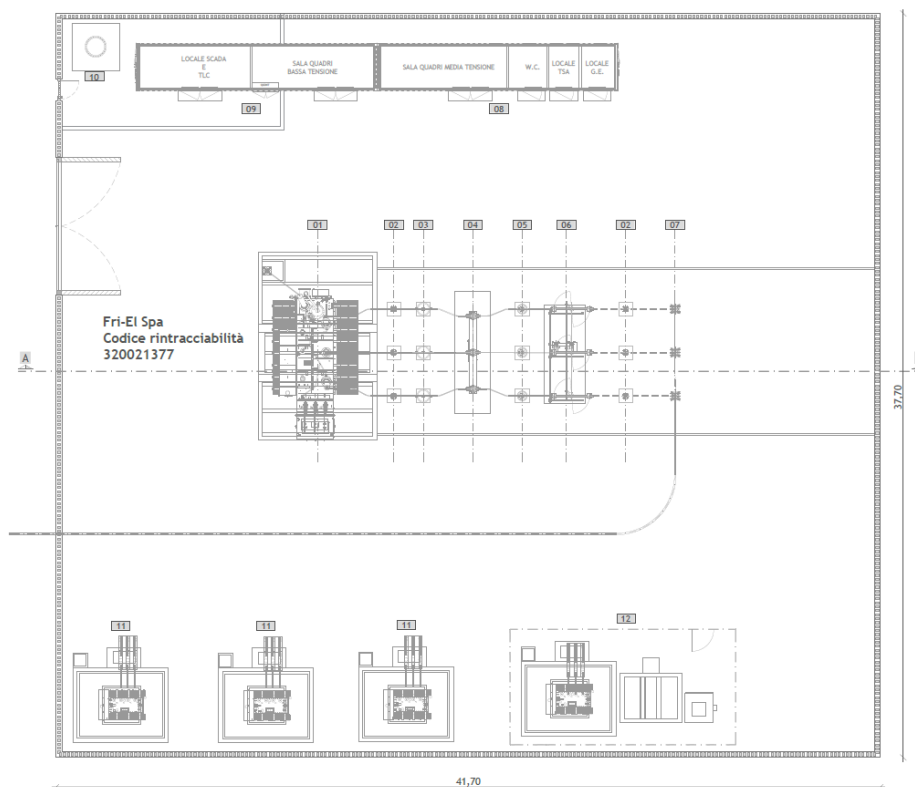 LOCALE SCADA
E
TLC
SALA QUADRI
BASSA TENSIONE
SALA QUADRI MEDIA TENSIONE
W.C.
LOCALE
TSA
LOCALE
G.E.
10
09
08
01
02
03
04
05
06
02
07
Fri-El Spa
Codice rintracciabilità
320021377
A
37,70
11
11
11
12
41,70